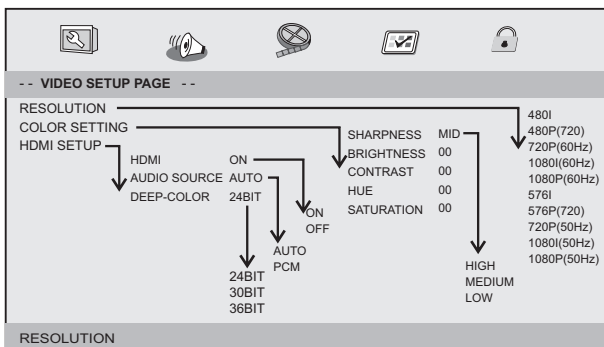 - - VIDEO SETUP PAGE - -
RESOLUTION
COLOR SETTING
HDMI SETUP
HDMI ON
AUDIO SOURCE AUTO
DEEP-COLOR 24BIT
ON
OFF
AUTO
PCM
24BIT
30BIT
36BIT
SHARPNESS MID
BRIGHTNESS 00
CONTRAST 00
HUE 00
SATURATION 00
HIGH
MEDIUM
LOW
480I
480P(720)
720P(60Hz)
1080I(60Hz)
1080P(60Hz)
576I
576P(720)
720P(50Hz)
1080I(50Hz)
1080P(50Hz)
RESOLUTION